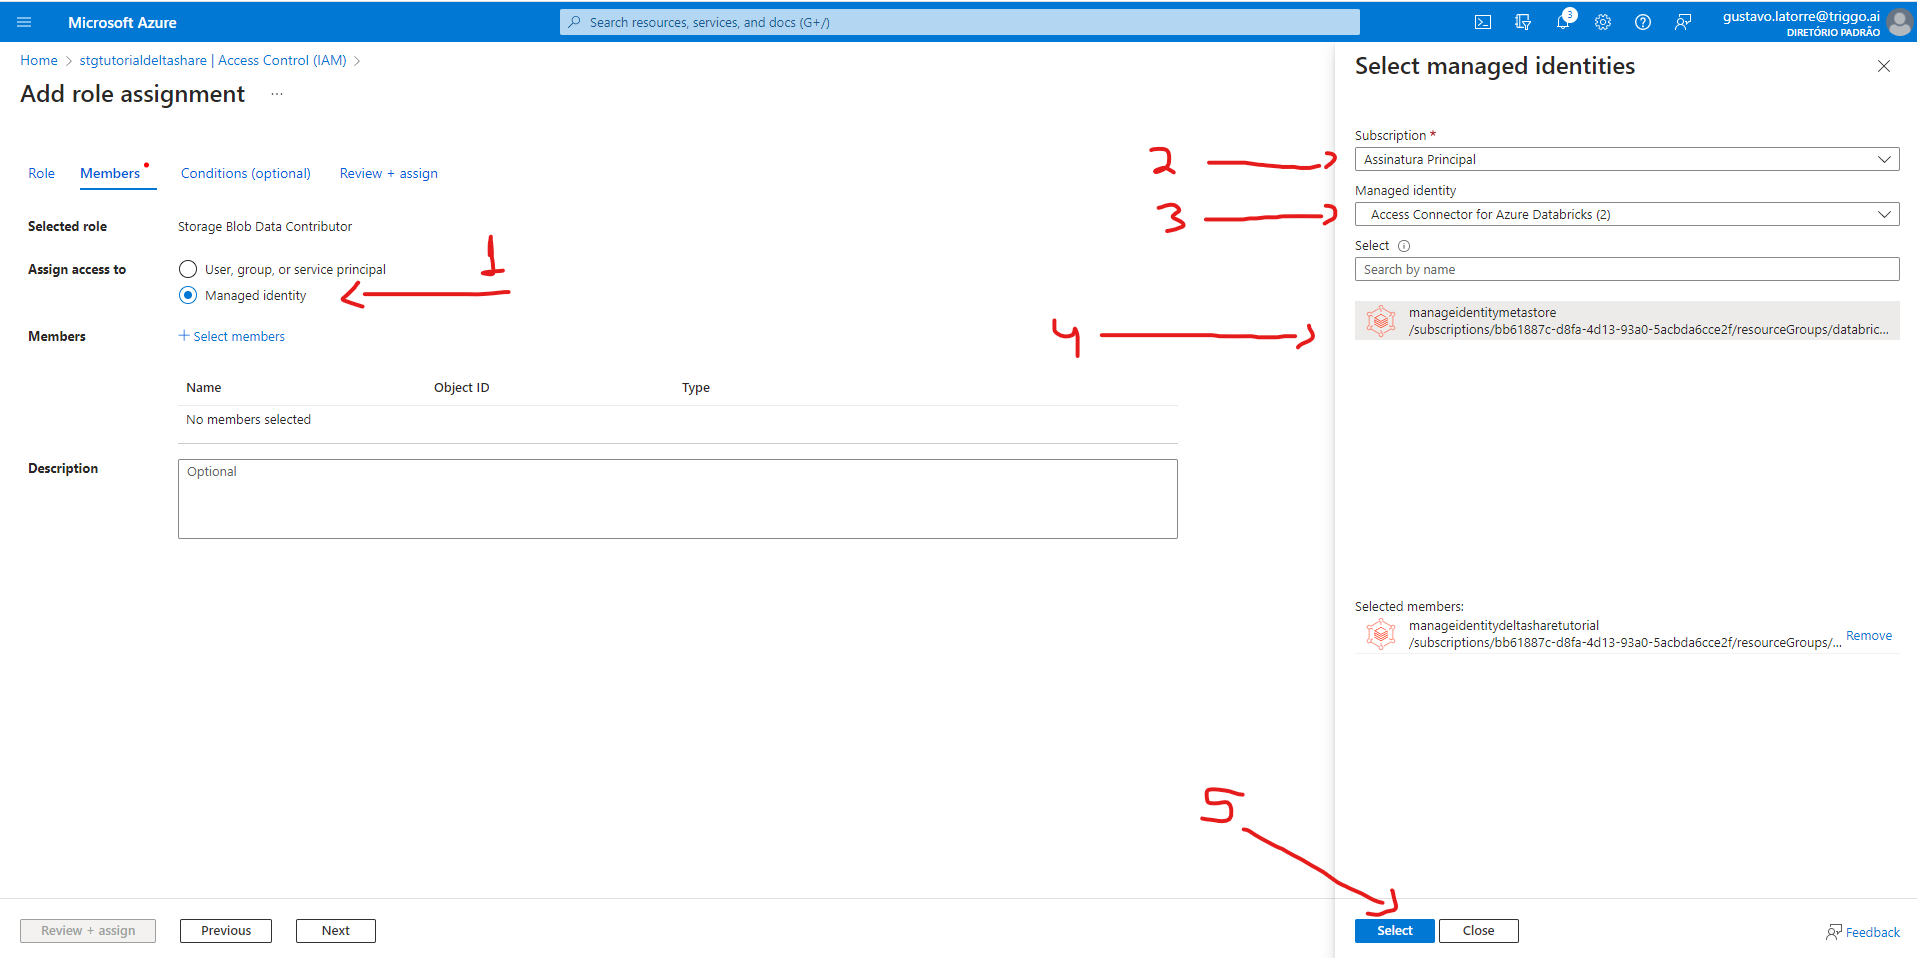 Microsoft Azure
Search resources, services, and docs (G+/)
3
gustavo.latorre@triggo.ai
DIRETÓRIO PADRÃO
Home > stgtutorialdeltashare | Access Control (IAM) >
Add role assignment ...
Role
Members
Conditions (optional)
Review + assign
Selected role
Storage Blob Data Contributor
Assign access to
User, group, or service principal
Managed identity
1
Members
+ Select members
Name
Object ID
Type
No members selected
Description
Optional
Review + assign
Previous
Next
Select managed identities
Subscription *
2
Assinatura Principal
Managed identity
3
Access Connector for Azure Databricks (2)
Select
Search by name
4
manageidentitymetastore
/subscriptions/bb61887c-d8fa-4d13-93a0-5acbda6cce2f/resourceGroups/databric...
Selected members:
manageidentitydeltasharetutorial
/subscriptions/bb61887c-d8fa-4d13-93a0-5acbda6cce2f/resourceGroups/...
Remove
5
Select
Close
Feedback